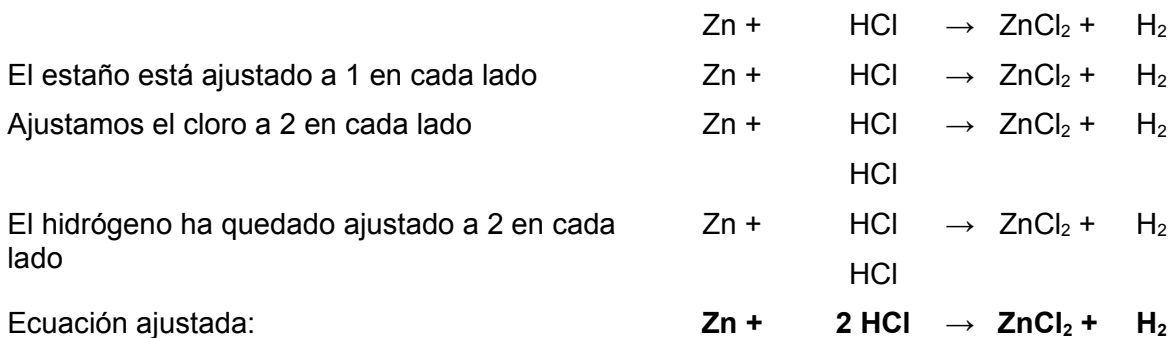 Zn + HCl → ZnCl₂ + H₂
El estaño está ajustado a 1 en cada lado Zn + HCl → ZnCl₂ + H₂
Ajustamos el cloro a 2 en cada lado Zn + HCl → ZnCl₂ + H₂
HCl
El hidrógeno ha quedado ajustado a 2 en cada Zn + HCl → ZnCl₂ + H₂
lado HCl
Ecuación ajustada: Zn + 2 HCl → ZnCl₂ + H₂